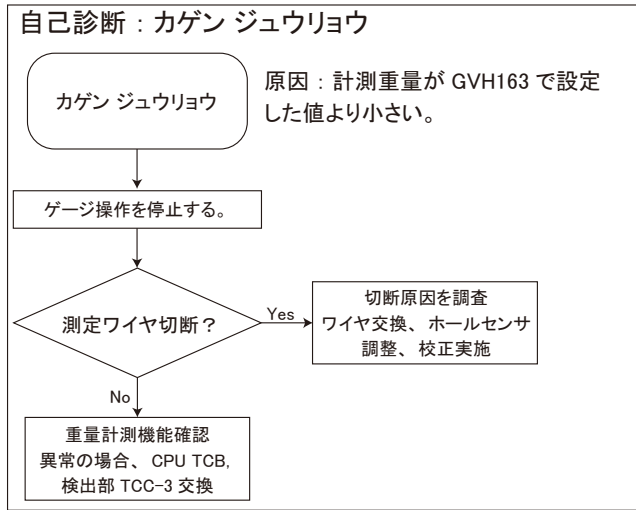 自己診断：カゲン ジュウリョウ
カゲン ジュウリョウ
原因：計測重量が GVH163 で設定
した値より小さい。
ゲージ操作を停止する。
測定ワイヤ切断？
Yes
切断原因を調査
ワイヤ交換、ホールセンサ
調整、校正実施
No
重量計測機能確認
異常の場合、CPU TCB,
検出部 TCC-3 交換